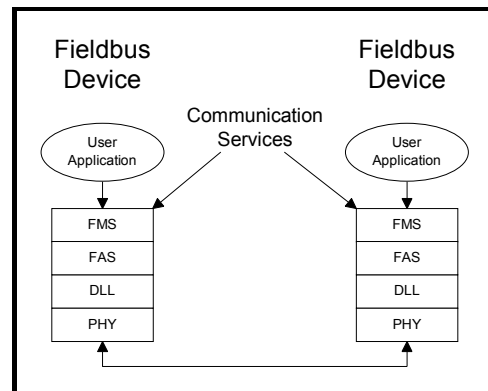 Fieldbus
Device
Fieldbus
Device
Communication
Services
User
Application
User
Application
FMS
FAS
DLL
PHY
FMS
FAS
DLL
PHY